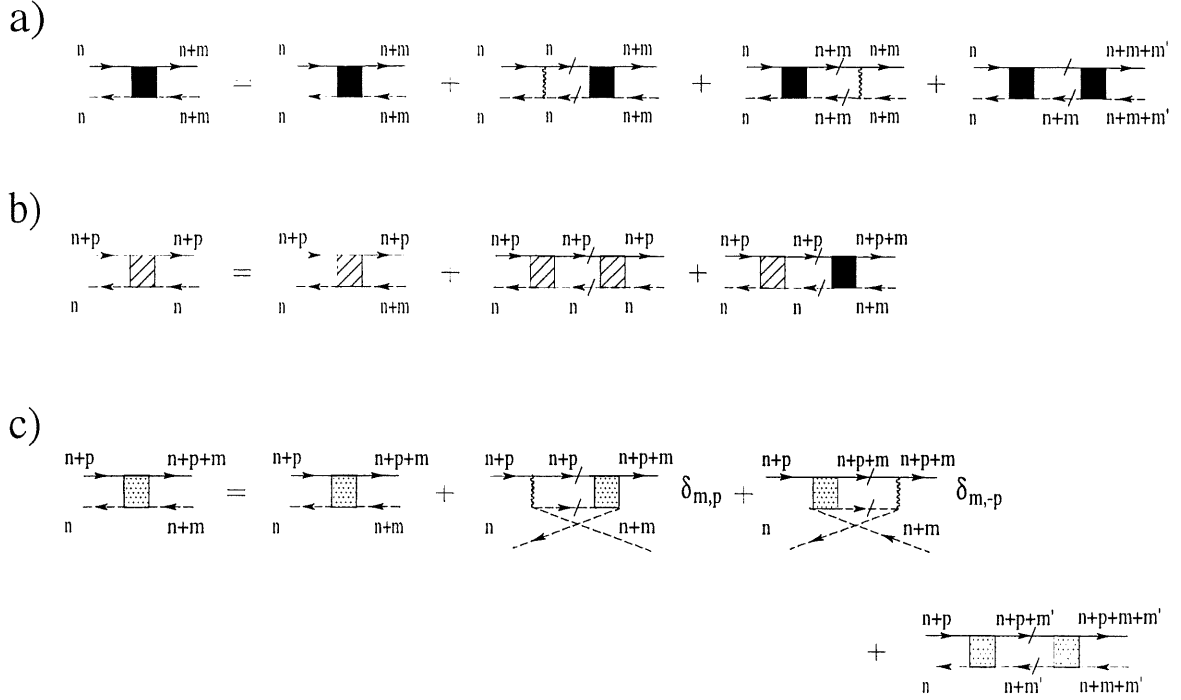 a)
n n+m n n+m n n n+m n n+m n+m n n+m+m'
= + + +
n n+m n n+m n n n+m n n+m n+m n n+m n+m+m'
b)
n+p n+p n+p n+p n+p n+p n+p n+p n+p n+p+m
= + +
n n n n+m n n n n n n+m
c)
n+p n+p+m n+p n+p+m n+p n+p n+p+m n+p n+p+m n+p+m
= + δm,p + δm,-p
n n+m n n+m n n+m n n+m
n+p n+p+m' n+p+m+m'
+
n n+m' n+m+m'